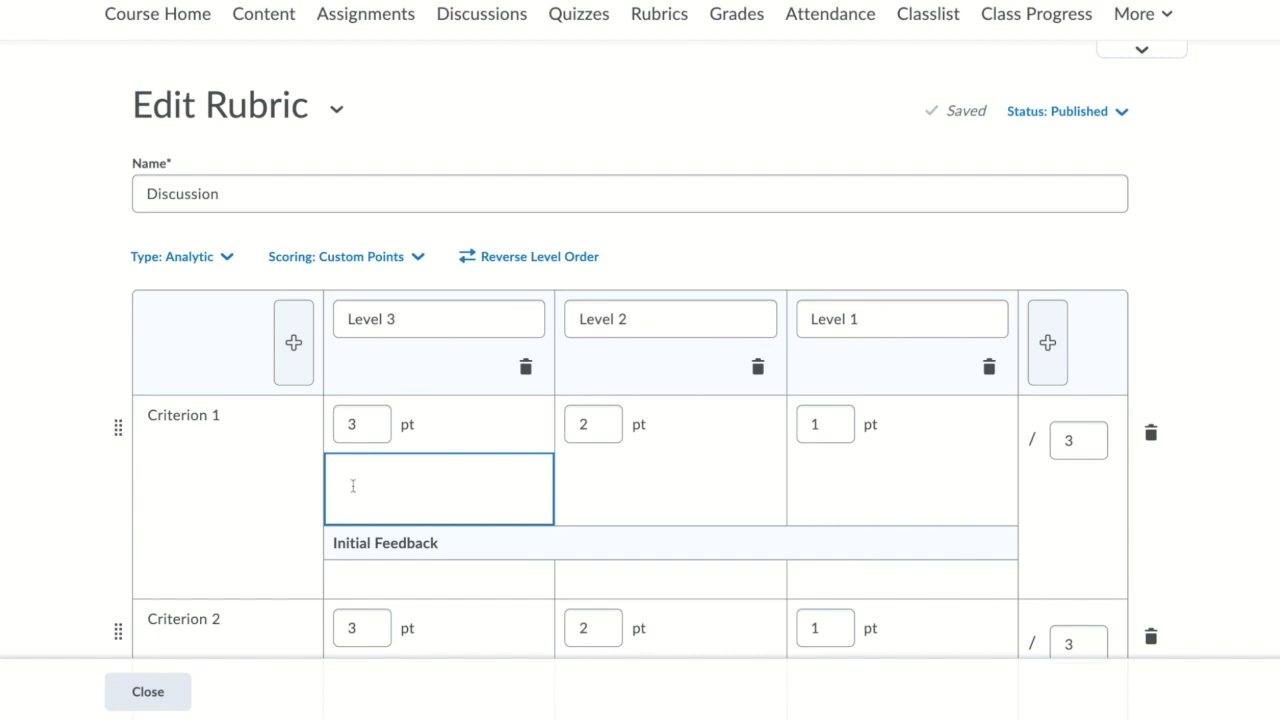 Course Home Content Assignments Discussions Quizzes Rubrics Grades Attendance Classlist Class Progress More
Edit Rubric
Saved Status: Published
Name*
Discussion
Type: Analytic Scoring: Custom Points Reverse Level Order
Level 3 Level 2 Level 1
Criterion 1 3 pt 2 pt 1 pt / 3
Initial Feedback
Criterion 2 3 pt 2 pt 1 pt / 3
Close